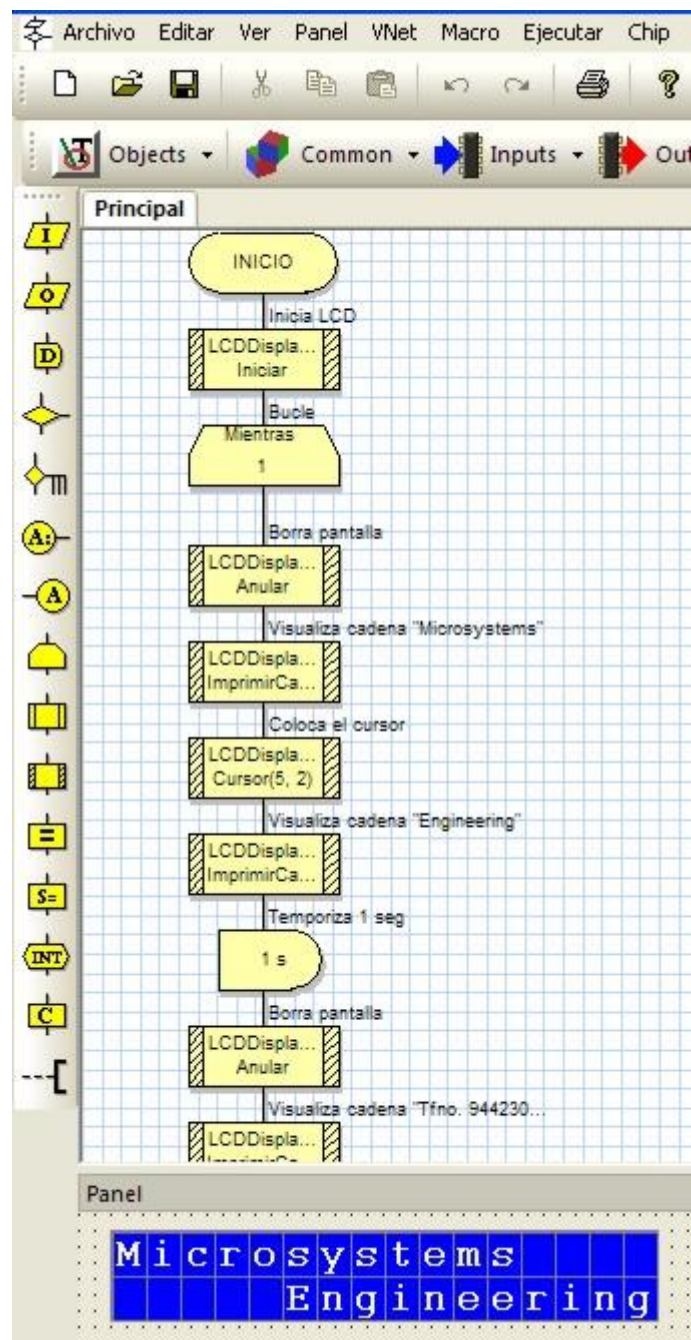 Archivo Editar Ver Panel VNet Macro Ejecutar Chip
Objects Common Inputs Out
Principal
I
O
D
A:
A
=
S=
INT
C
INICIO
Inicia LCD
LCDDispla...
Iniciar
Bucle
Mientras
1
Borra pantalla
LCDDispla...
Anular
Visualiza cadena "Microsystems"
LCDDispla...
ImprimirCa...
Coloca el cursor
LCDDispla...
Cursor(5, 2)
Visualiza cadena "Engineering"
LCDDispla...
ImprimirCa...
Temporiza 1 seg
1 s
Borra pantalla
LCDDispla...
Anular
Visualiza cadena "Tfno. 944230...
LCDDispla...
Panel
Microsystems
Engineering